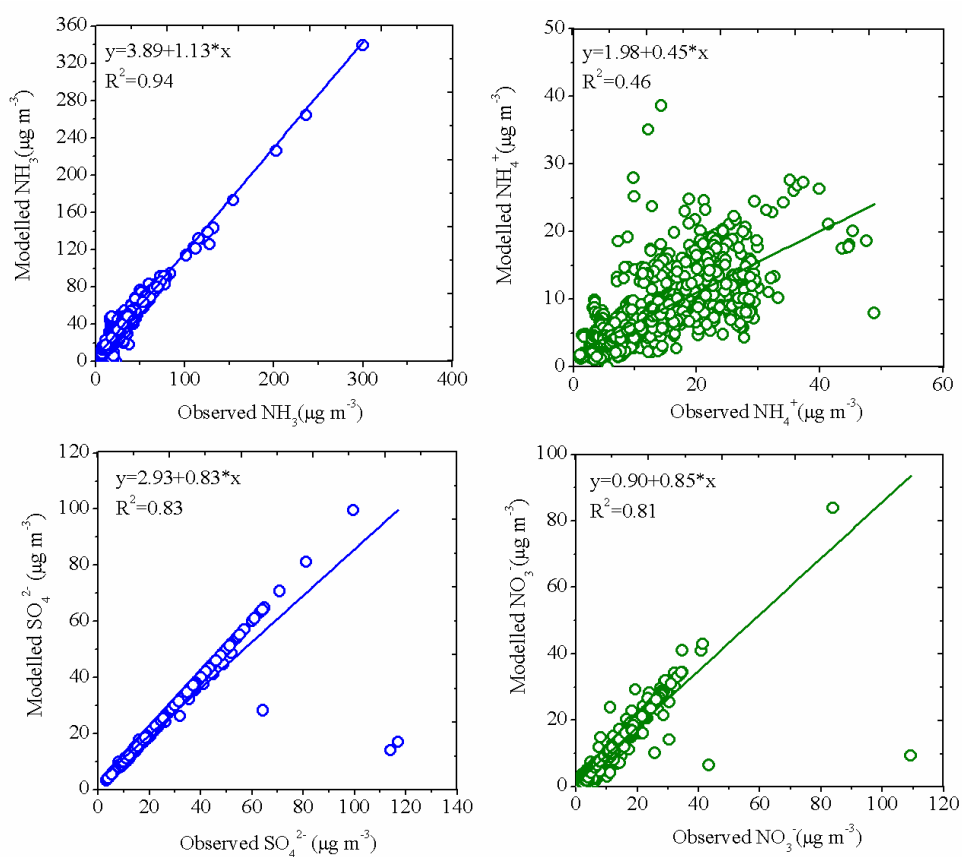 y=3.89+1.13*x
R²=0.94
Modelled NH₃(μg m⁻³)
360
320
280
240
200
160
120
80
40
0
0 100 200 300 400
Observed NH₃(μg m⁻³)
y=1.98+0.45*x
R²=0.46
Modelled NH₄⁺(μg m⁻³)
50
40
30
20
10
0
0 20 40 60
Observed NH₄⁺(μg m⁻³)
y=2.93+0.83*x
R²=0.83
Modelled SO₄²⁻ (μg m⁻³)
120
100
80
60
40
20
0
0 20 40 60 80 100 120 140
Observed SO₄²⁻ (μg m⁻³)
y=0.90+0.85*x
R²=0.81
Modelled NO₃⁻(μg m⁻³)
100
80
60
40
20
0
0 20 40 60 80 100 120
Observed NO₃⁻(μg m⁻³)